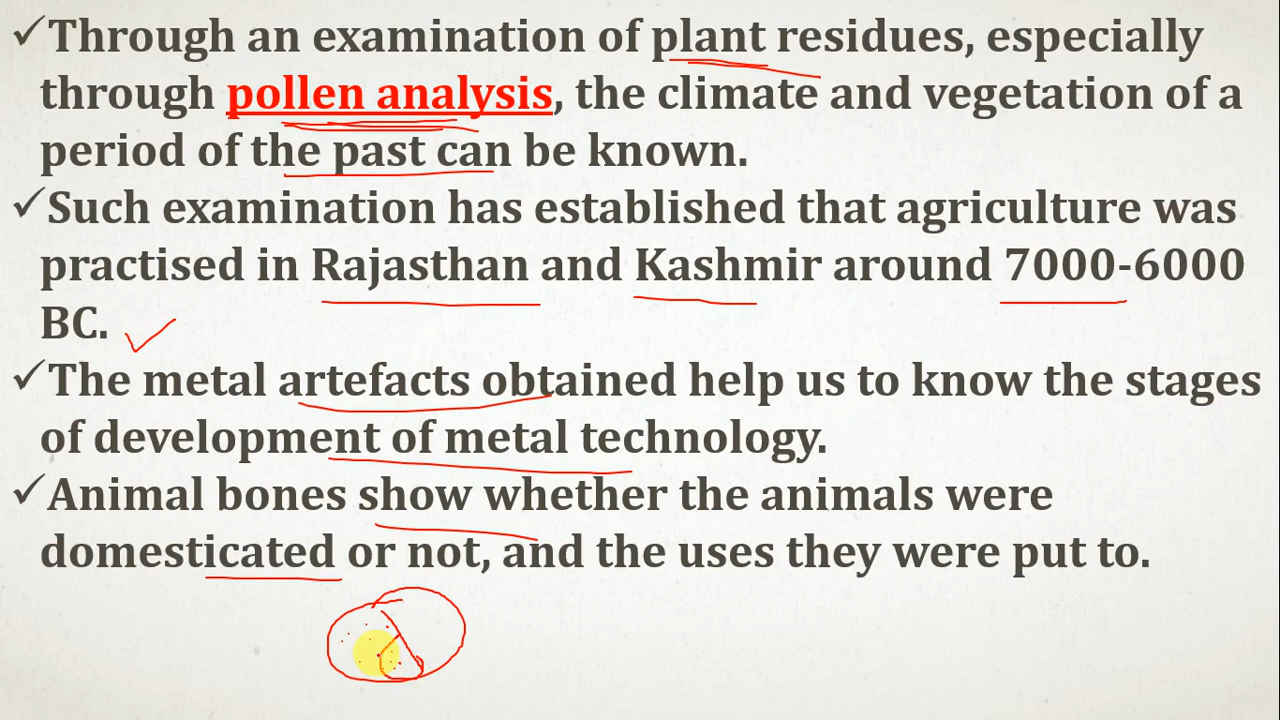 ✓Through an examination of plant residues, especially
through pollen analysis, the climate and vegetation of a
period of the past can be known.
✓Such examination has established that agriculture was
practised in Rajasthan and Kashmir around 7000-6000
BC.
✓The metal artefacts obtained help us to know the stages
of development of metal technology.
✓Animal bones show whether the animals were
domesticated or not, and the uses they were put to.